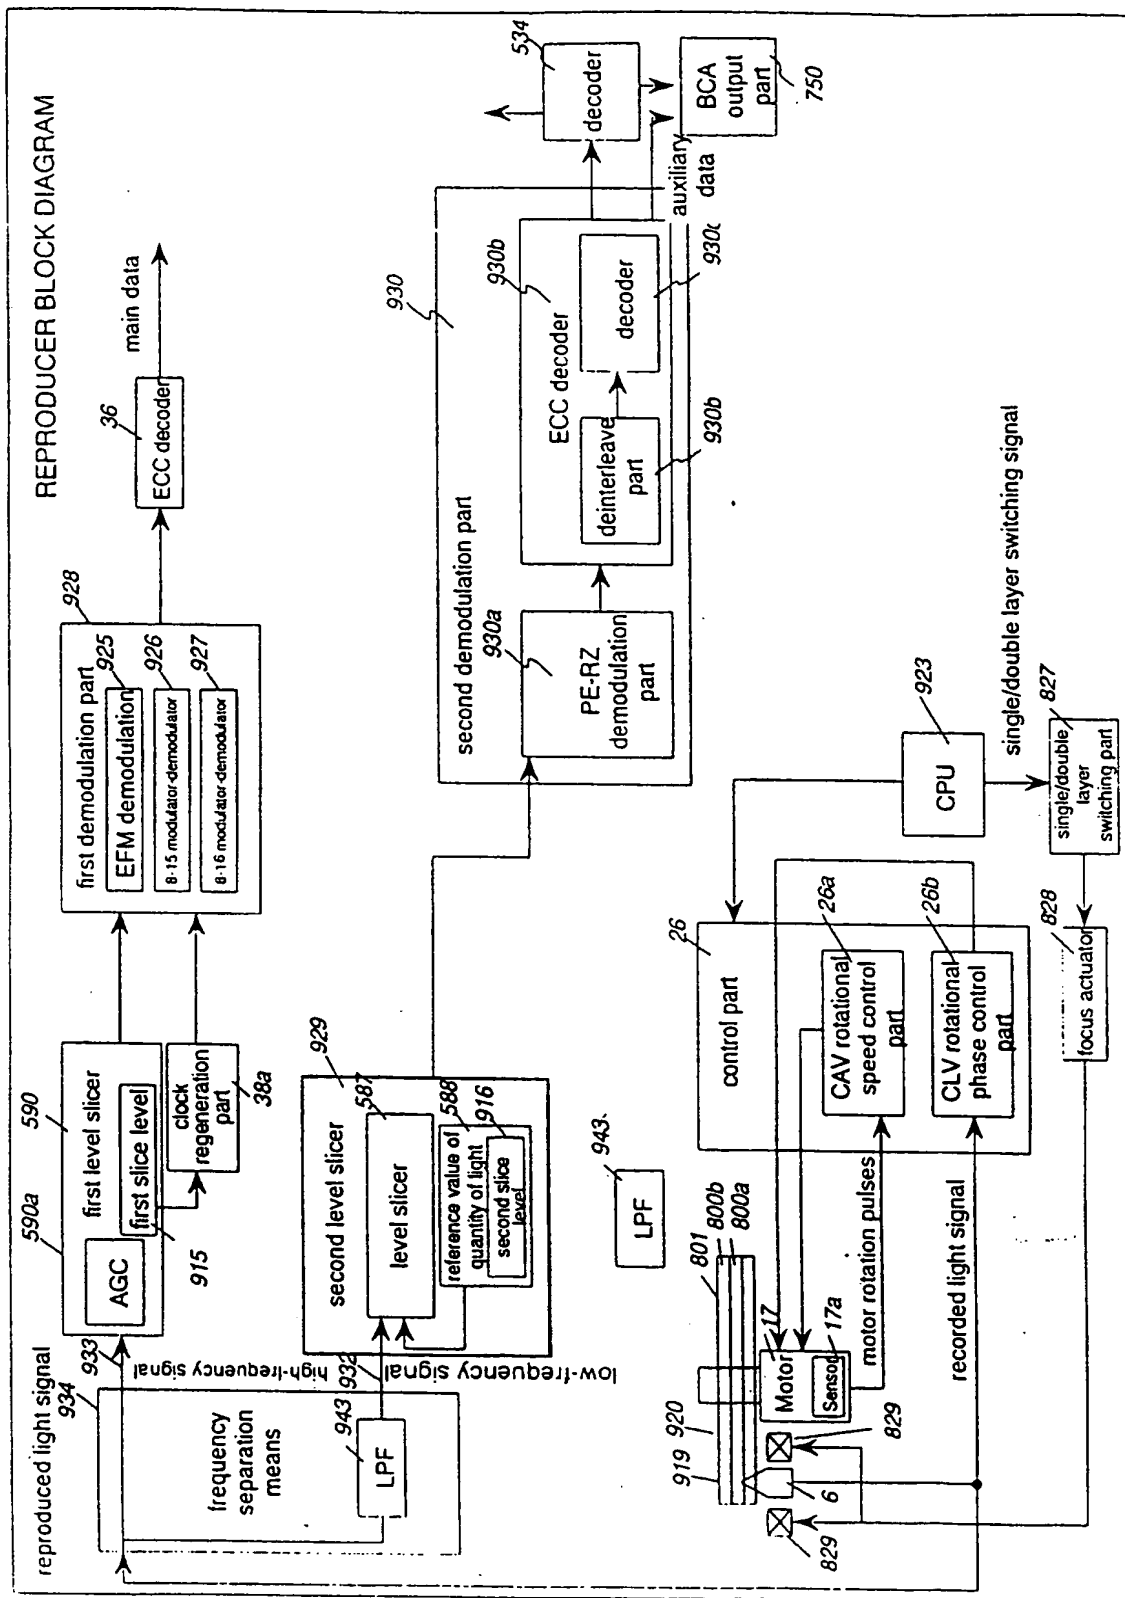 REPRODUCER BLOCK DIAGRAM
reproduced light signal
934
frequency
separation
means
943
LPF
933
high-frequency signal
932
low-frequency signal
590a
590
first level slicer
AGC
first slice level
915
clock
regeneration
part
38a
first demodulation part
928
EFM demodulation
925
8-15 modulator-demodulator
926
8-16 modulator-demodulator
927
36
ECC decoder
main data
second level slicer
929
level slicer
587
reference value of
quantity of light
588
second slice
level
916
second demodulation part
930
930a
PE-RZ
demodulation
part
ECC decoder
930b
deinterleave
part
930b
decoder
930c
auxiliary
data
decoder
534
BCA
output
part
750
LPF
943
919
920
801
800b
800a
Motor
17
Sensor
17a
829
829
6
motor rotation pulses
recorded light signal
control part
26
CAV rotational
speed control
part
26a
CLV rotational
phase control
part
26b
CPU
923
single/double layer switching signal
single/double
layer
switching part
827
focus actuator
828